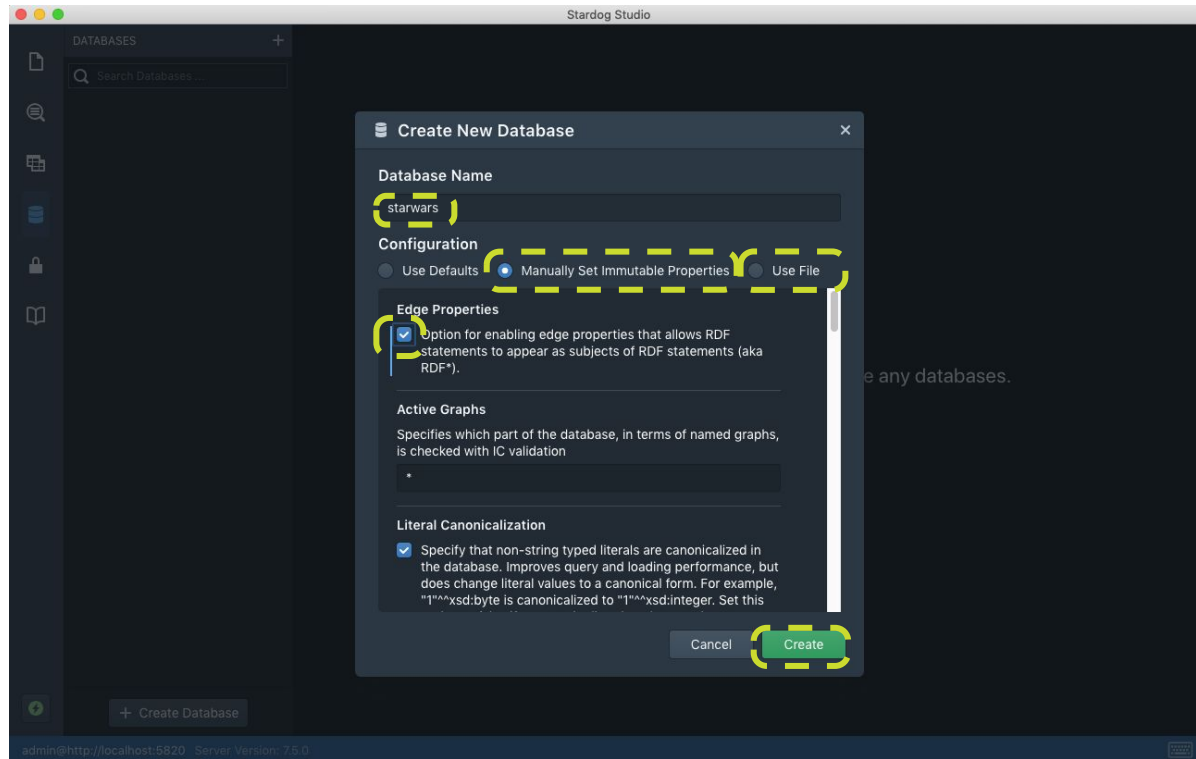 Stardog Studio
DATABASES +
Search Databases ...
Create New Database ×
Database Name
starwars
Configuration
Use Defaults Manually Set Immutable Properties Use File
Edge Properties
Option for enabling edge properties that allows RDF
statements to appear as subjects of RDF statements (aka
RDF*).
e any databases.
Active Graphs
Specifies which part of the database, in terms of named graphs,
is checked with IC validation
*
Literal Canonicalization
Specify that non-string typed literals are canonicalized in
the database. Improves query and loading performance, but
does change literal values to a canonical form. For example,
"1"^^xsd:byte is canonicalized to "1"^^xsd:integer. Set this
Cancel Create
+ Create Database
admin@http://localhost:5820 Server Version: 7.5.0